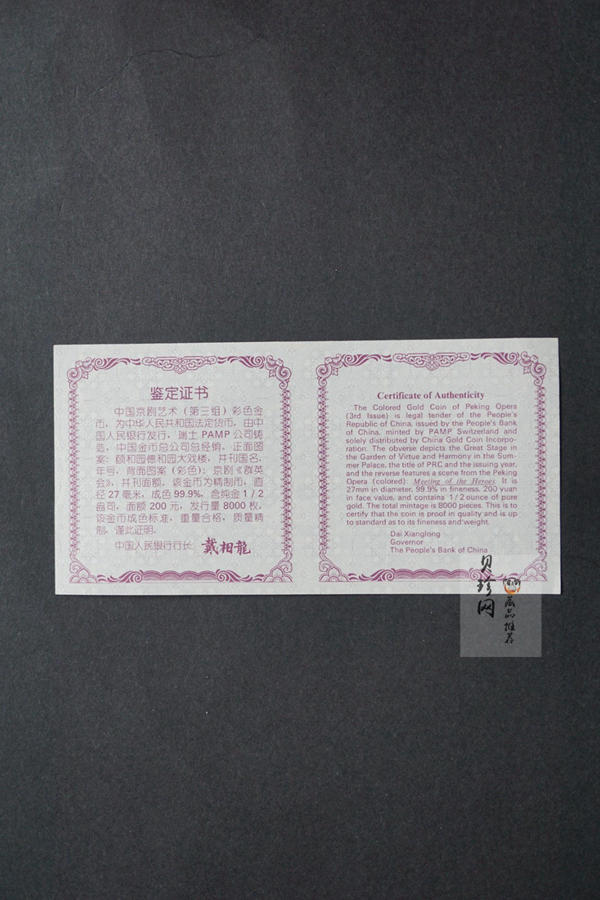 鉴定证书
中国京剧艺术（第三组）彩色金
币，为中华人民共和国法定货币，由中
国人民银行发行，瑞士 PAMP 公司铸
造，中国金币总公司总经销，正面图
案：颐和园德和园大戏楼，并刊国名、
年号，背面图案（彩色）：京剧《群英
会》，并刊面额，该金币为精制币，直
径 27 毫米，成色 99.9%，含纯金 1/2
盎司，面额 200 元，发行量 8000 枚，
该金币成色标准，重量合格，质量精
制，谨此证明。
中国人民银行行长：戴相龍
Certificate of Authenticity
The Colored Gold Coin of Peking Opera
(3rd Issue) is legal tender of the People's
Republic of China, issued by the People's Bank
of China, minted by PAMP Switzerland and
solely distributed by China Gold Coin Incorpo-
ration. The obverse depicts the Great Stage in
the Garden of Virtue and Harmony in the Sum-
mer Palace, the title of PRC and the issuing year,
and the reverse features a scene from the Peking
Opera (colored): Meeting of the Heroes. It is
27mm in diameter, 99.9% in fineness, 200 yuan
in face value, and contains 1/2 ounce of pure
gold. The total mintage is 8000 pieces. This is to
certify that the coin is proof in quality and is up
to standard as to its fineness and weight.
Dai Xianglong
Governor
The People's Bank of China
贝珍网
藏品推荐